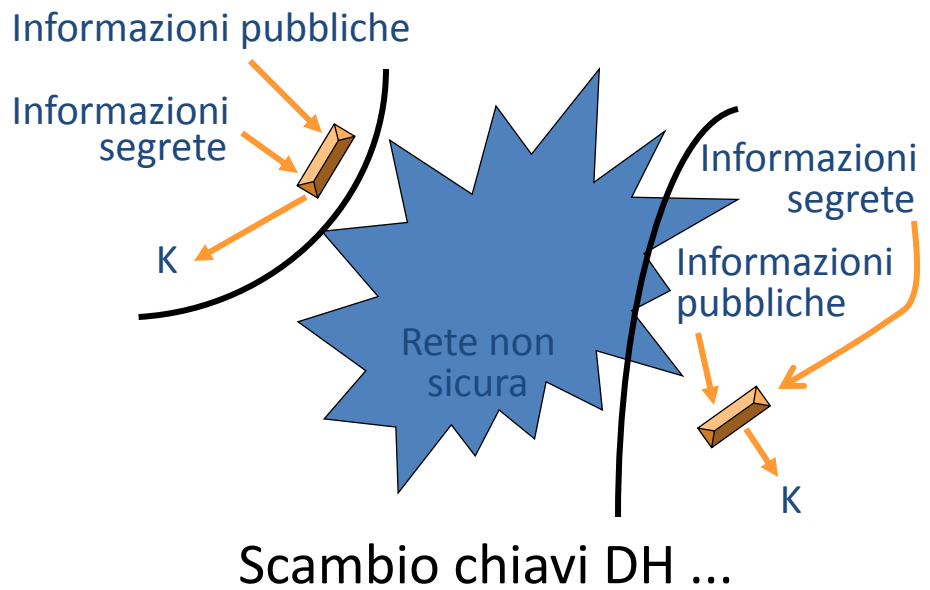 Informazioni pubbliche
Informazioni
segrete
K
Rete non
sicura
Informazioni
segrete
Informazioni
pubbliche
K
Scambio chiavi DH ...